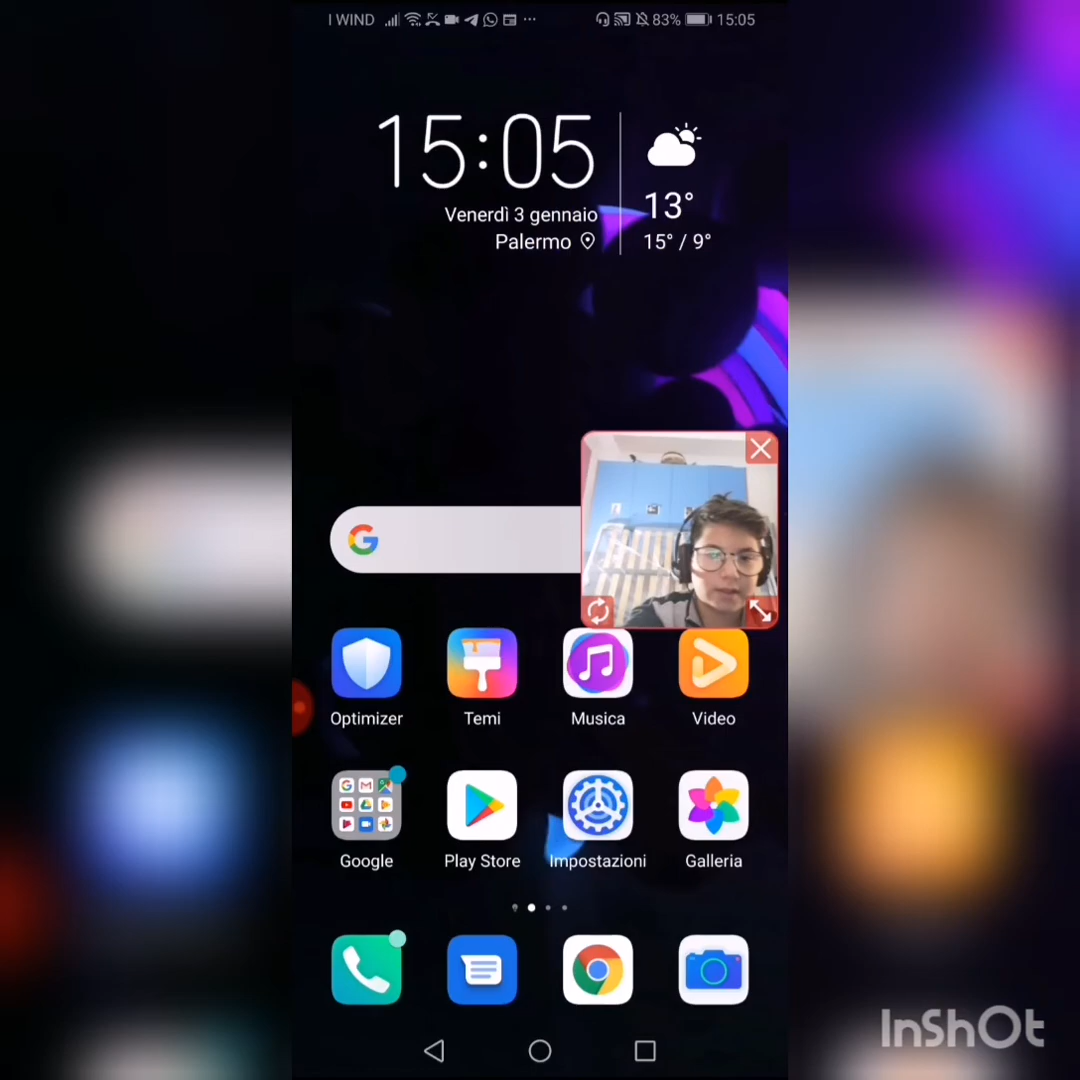 I WIND 83% 15:05
15:05
Venerdì 3 gennaio
Palermo
13°
15° / 9°
Optimizer Temi Musica Video
Google Play Store Impostazioni Galleria
InShOt